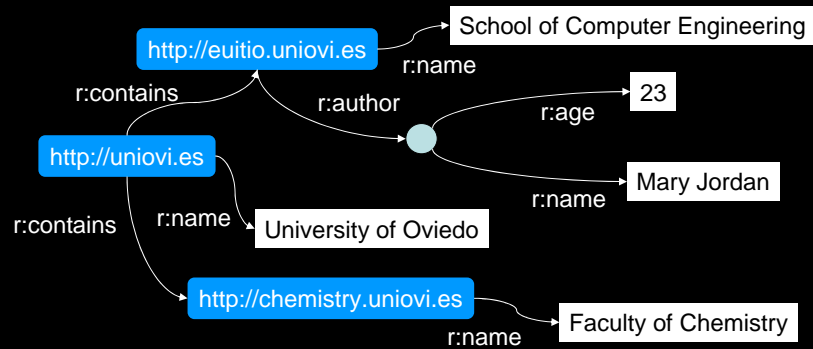 School of Computer Engineering
http://euitio.uniovi.es
r:name
r:contains
r:author
23
r:age
http://uniovi.es
Mary Jordan
r:name
r:contains
r:name
University of Oviedo
http://chemistry.uniovi.es
Faculty of Chemistry
r:name